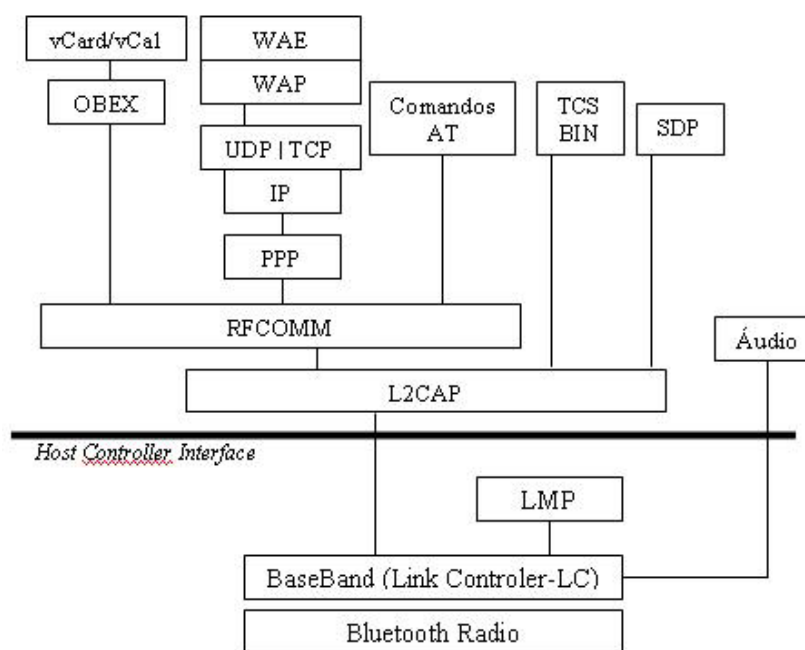 vCard/vCal
WAE
WAP
OBEX
Comandos
AT
TCS
BIN
SDP
UDP | TCP
IP
PPP
RFCOMM
Áudio
L2CAP
Host Controller Interface
LMP
BaseBand (Link Controler-LC)
Bluetooth Radio